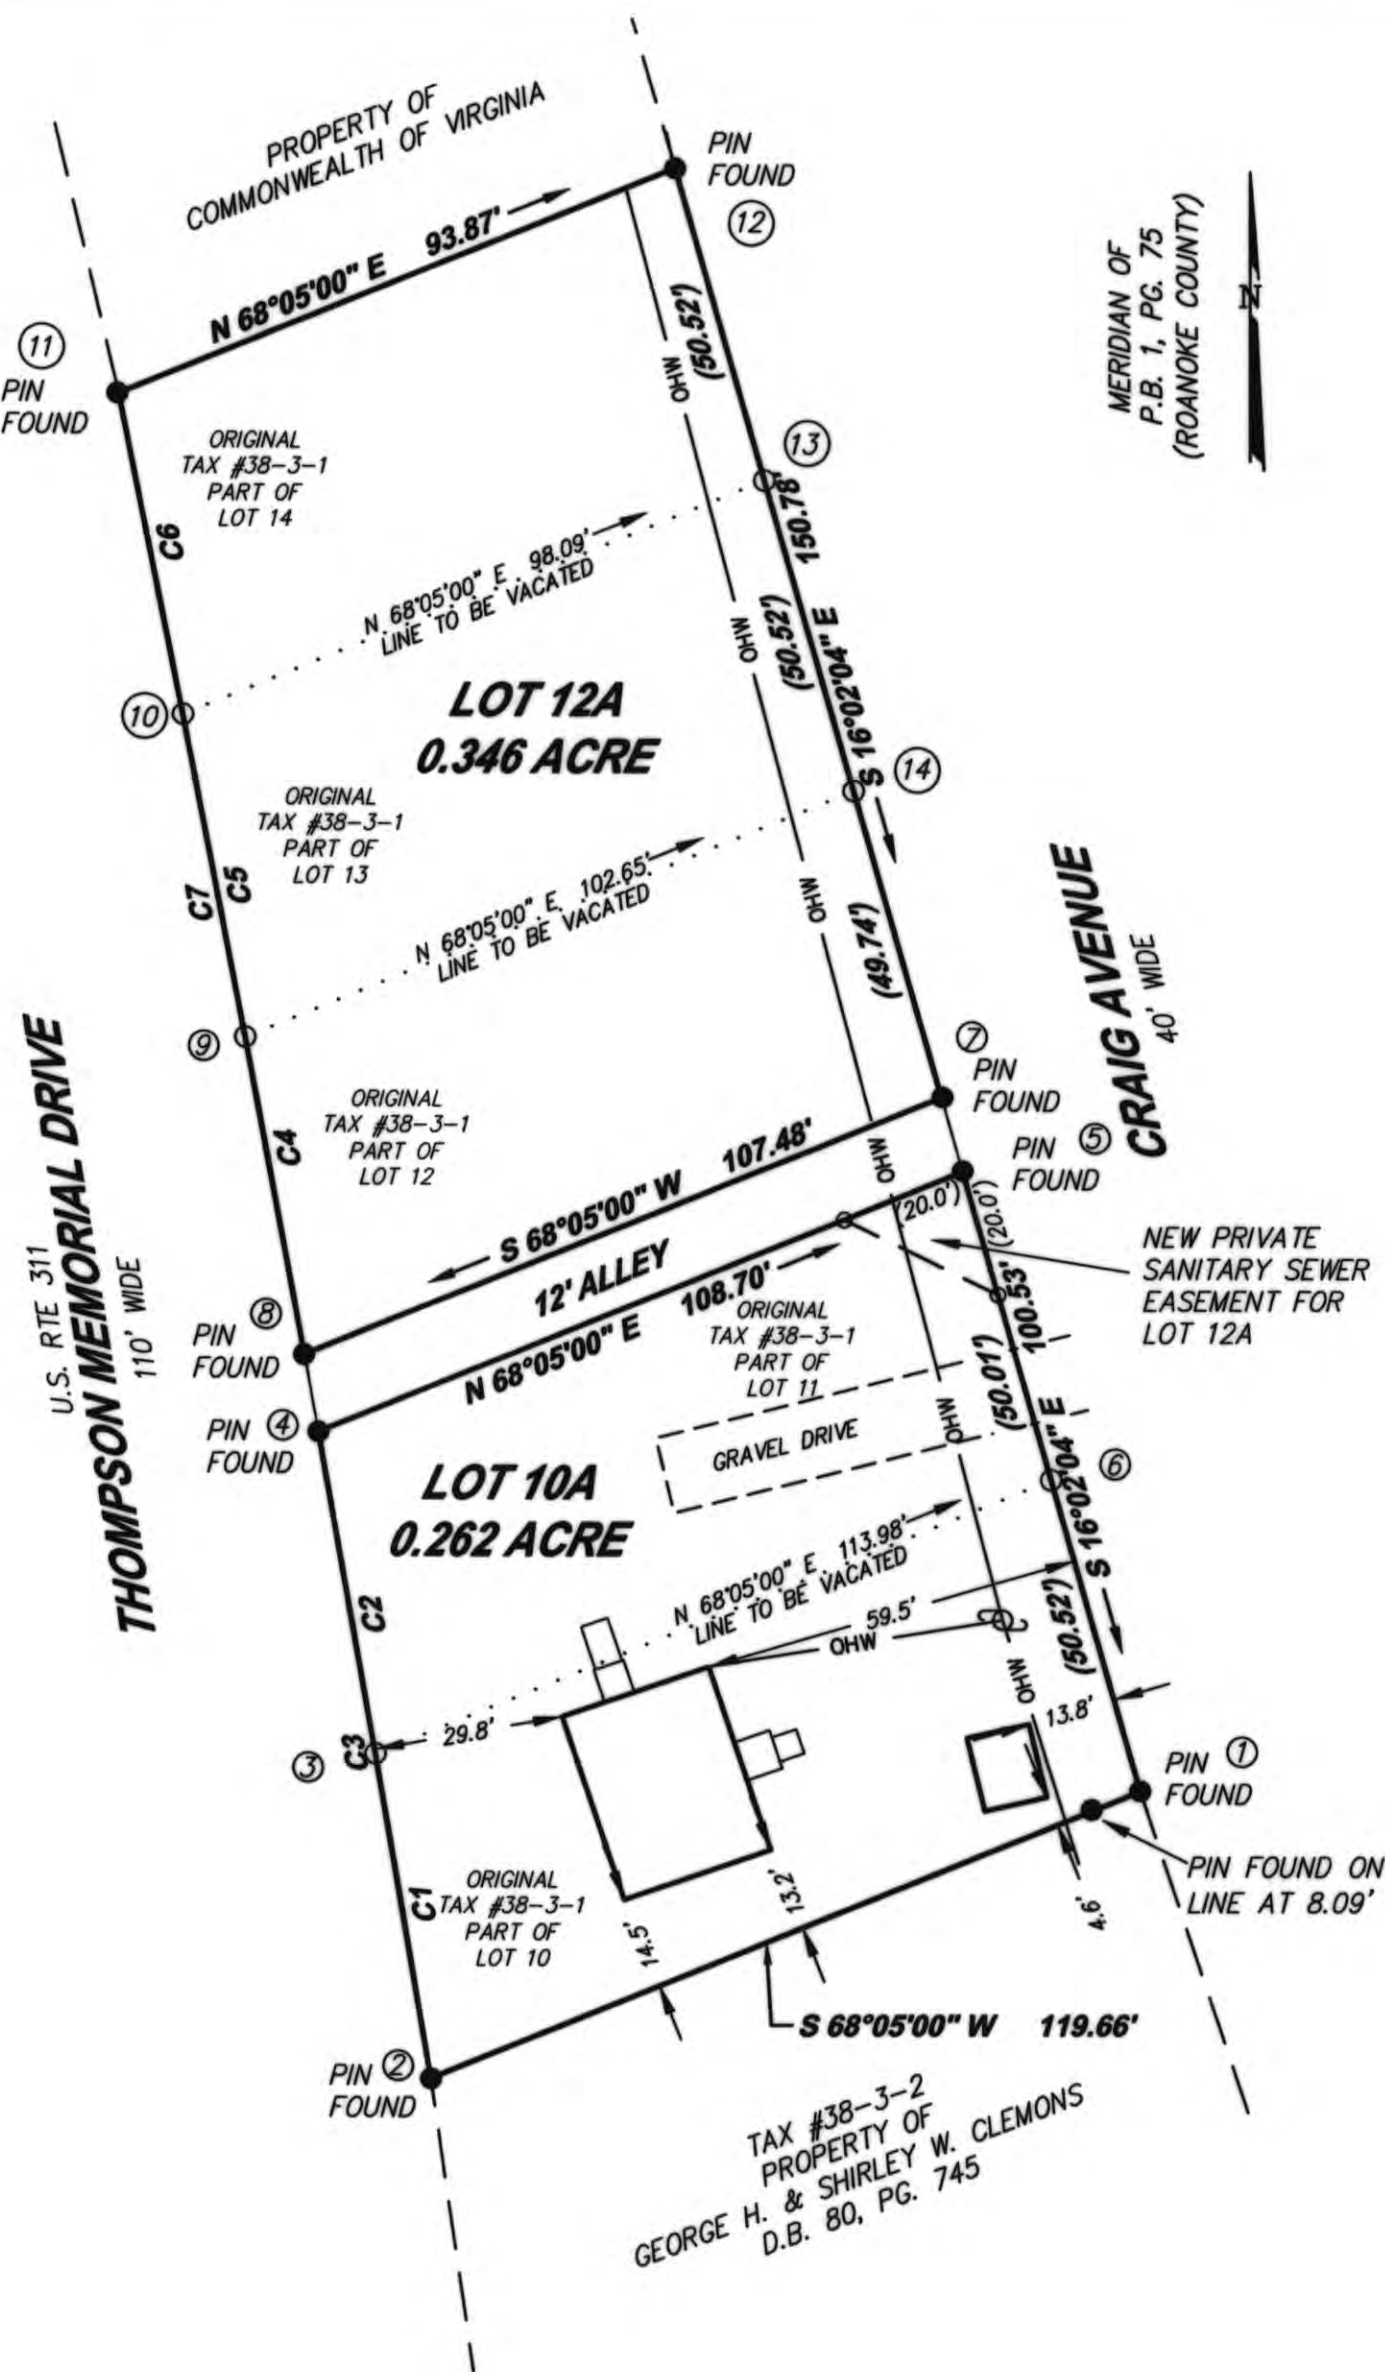 PROPERTY OF
COMMONWEALTH OF VIRGINIA
PIN
FOUND
12
MERIDIAN OF
P.B. 1, PG. 75
(ROANOKE COUNTY)
N
N 68°05'00" E 93.87'
11
PIN
FOUND
(50.52')
OHW
ORIGINAL
TAX #38-3-1
PART OF
LOT 14
13
C6
150.78'
N 68°05'00" E 98.09'
LINE TO BE VACATED
(50.52')
OHW
S 16°02'04" E
10
LOT 12A
0.346 ACRE
14
ORIGINAL
TAX #38-3-1
PART OF
LOT 13
C7
C5
N 68°05'00" E 102.65'
LINE TO BE VACATED
OHW
(49.74')
CRAIG AVENUE
40' WIDE
9
7
PIN
FOUND
U.S. RTE 311
THOMPSON MEMORIAL DRIVE
110' WIDE
ORIGINAL
TAX #38-3-1
PART OF
LOT 12
C4
S 68°05'00" W 107.48'
OHW
PIN 5
FOUND
12' ALLEY
(20.0')
(20.0')
NEW PRIVATE
SANITARY SEWER
EASEMENT FOR
LOT 12A
PIN 8
FOUND
N 68°05'00" E 108.70'
ORIGINAL
TAX #38-3-1
PART OF
LOT 11
100.53'
(50.01')
PIN 4
FOUND
GRAVEL DRIVE
OHW
S 16°02'04" E
6
LOT 10A
0.262 ACRE
N 68°05'00" E 113.98'
LINE TO BE VACATED
C2
59.5'
OHW
(50.52')
OHW
13.8'
29.8'
3
C3
PIN 1
FOUND
C1
ORIGINAL
TAX #38-3-1
PART OF
LOT 10
14.5'
13.2'
4.6'
PIN FOUND ON
LINE AT 8.09'
S 68°05'00" W 119.66'
PIN 2
FOUND
TAX #38-3-2
PROPERTY OF
GEORGE H. & SHIRLEY W. CLEMONS
D.B. 80, PG. 745